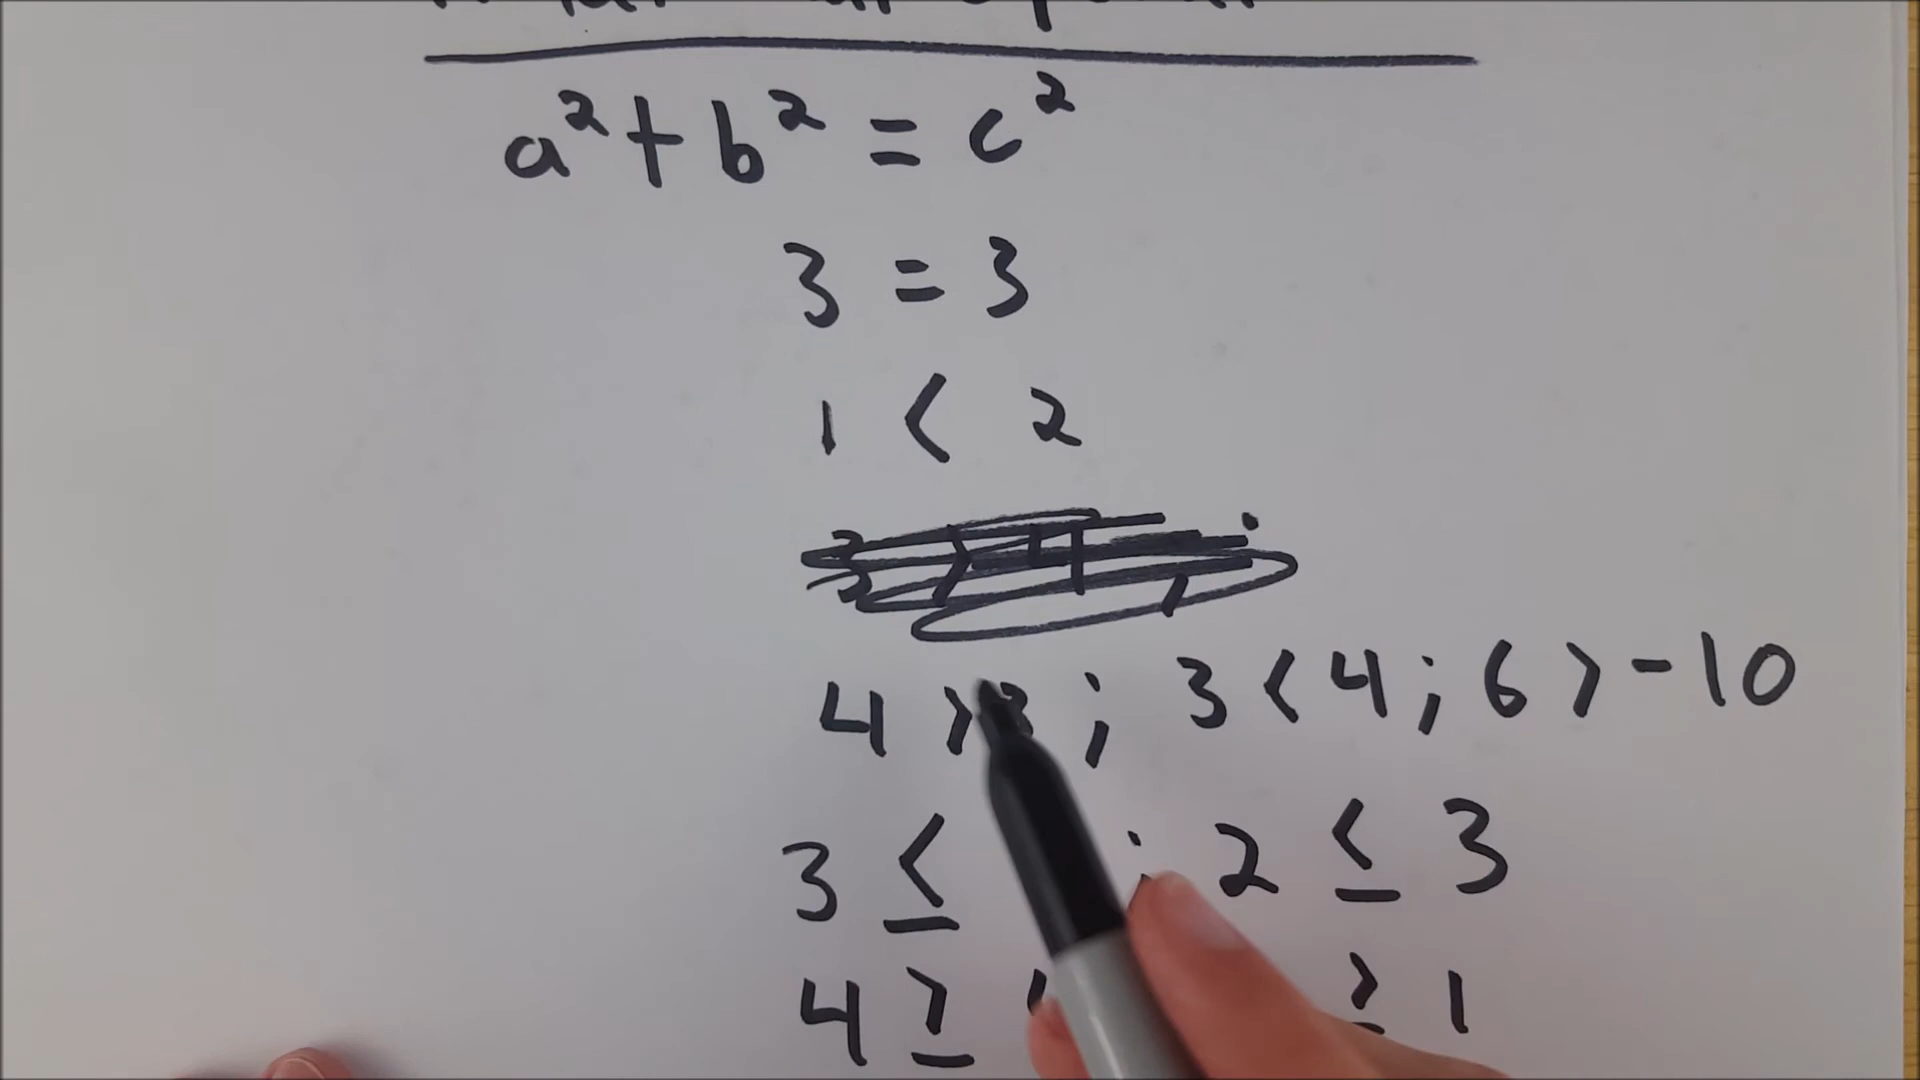 a² + b² = c²
3 = 3
1 < 2
4 > 3 ; 3 < 4 ; 6 > -10
3 ≤ ; 2 ≤ 3
4 ≥ ≥ 1